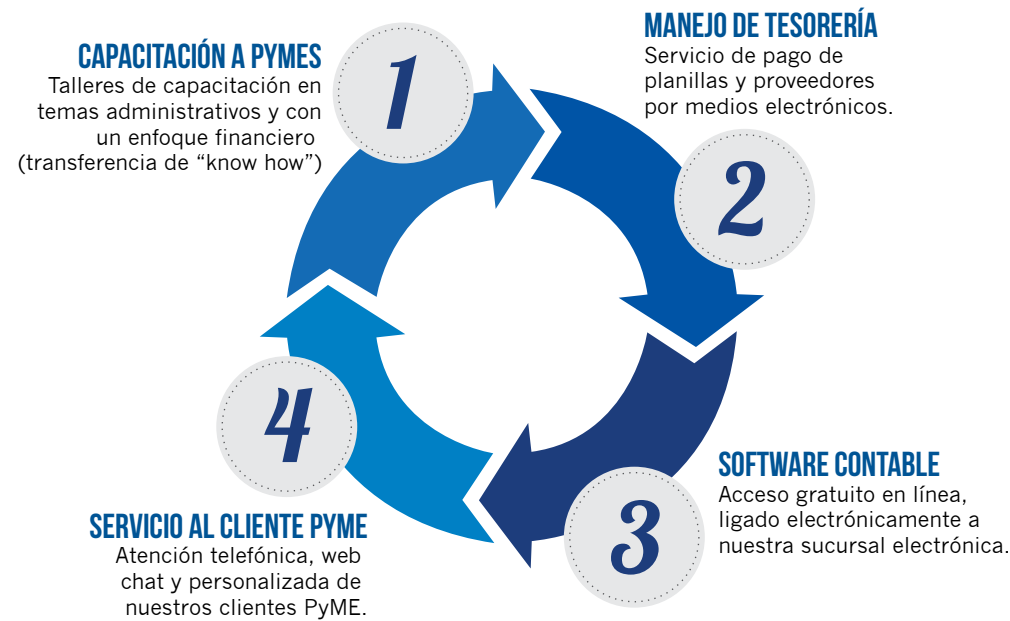 1
CAPACITACIÓN A PYMES
Talleres de capacitación en
temas administrativos y con
un enfoque financiero
(transferencia de “know how”)
2
MANEJO DE TESORERÍA
Servicio de pago de
planillas y proveedores
por medios electrónicos.
3
SOFTWARE CONTABLE
Acceso gratuito en línea,
ligado electrónicamente a
nuestra sucursal electrónica.
4
SERVICIO AL CLIENTE PYME
Atención telefónica, web
chat y personalizada de
nuestros clientes PyME.